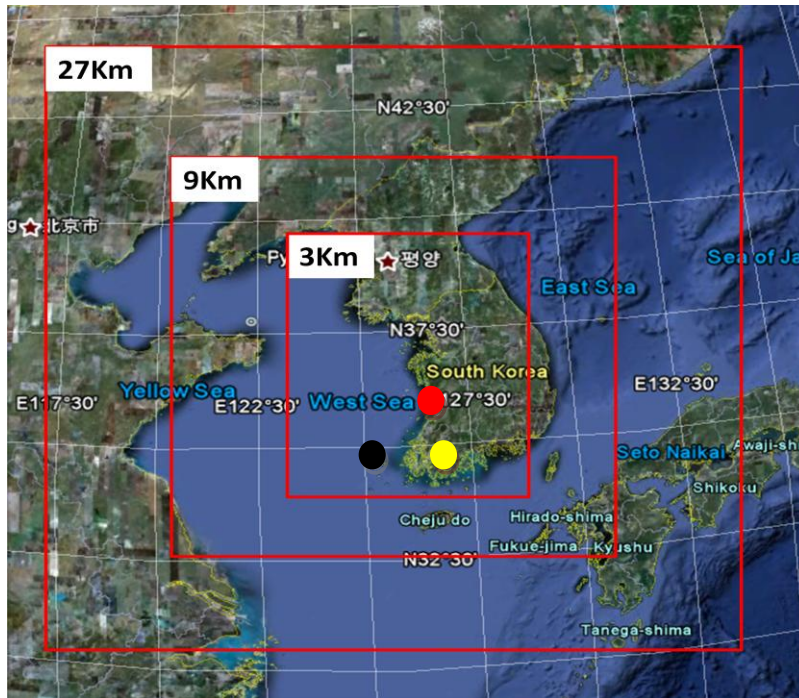 27Km
N42°30'
9Km
g 北京市
3Km
Py
평양
East Sea
Sea of Ja
N37°30'
South Korea
Yellow Sea
E132°30'
E117°30'
E122°30'
West Sea
127°30'
Seto Naikai
Awaji-shi
Shikoku
Cheju do
Hirado-shima
Fukue-jima
Kyushu
N32°30'
Tanega-shima